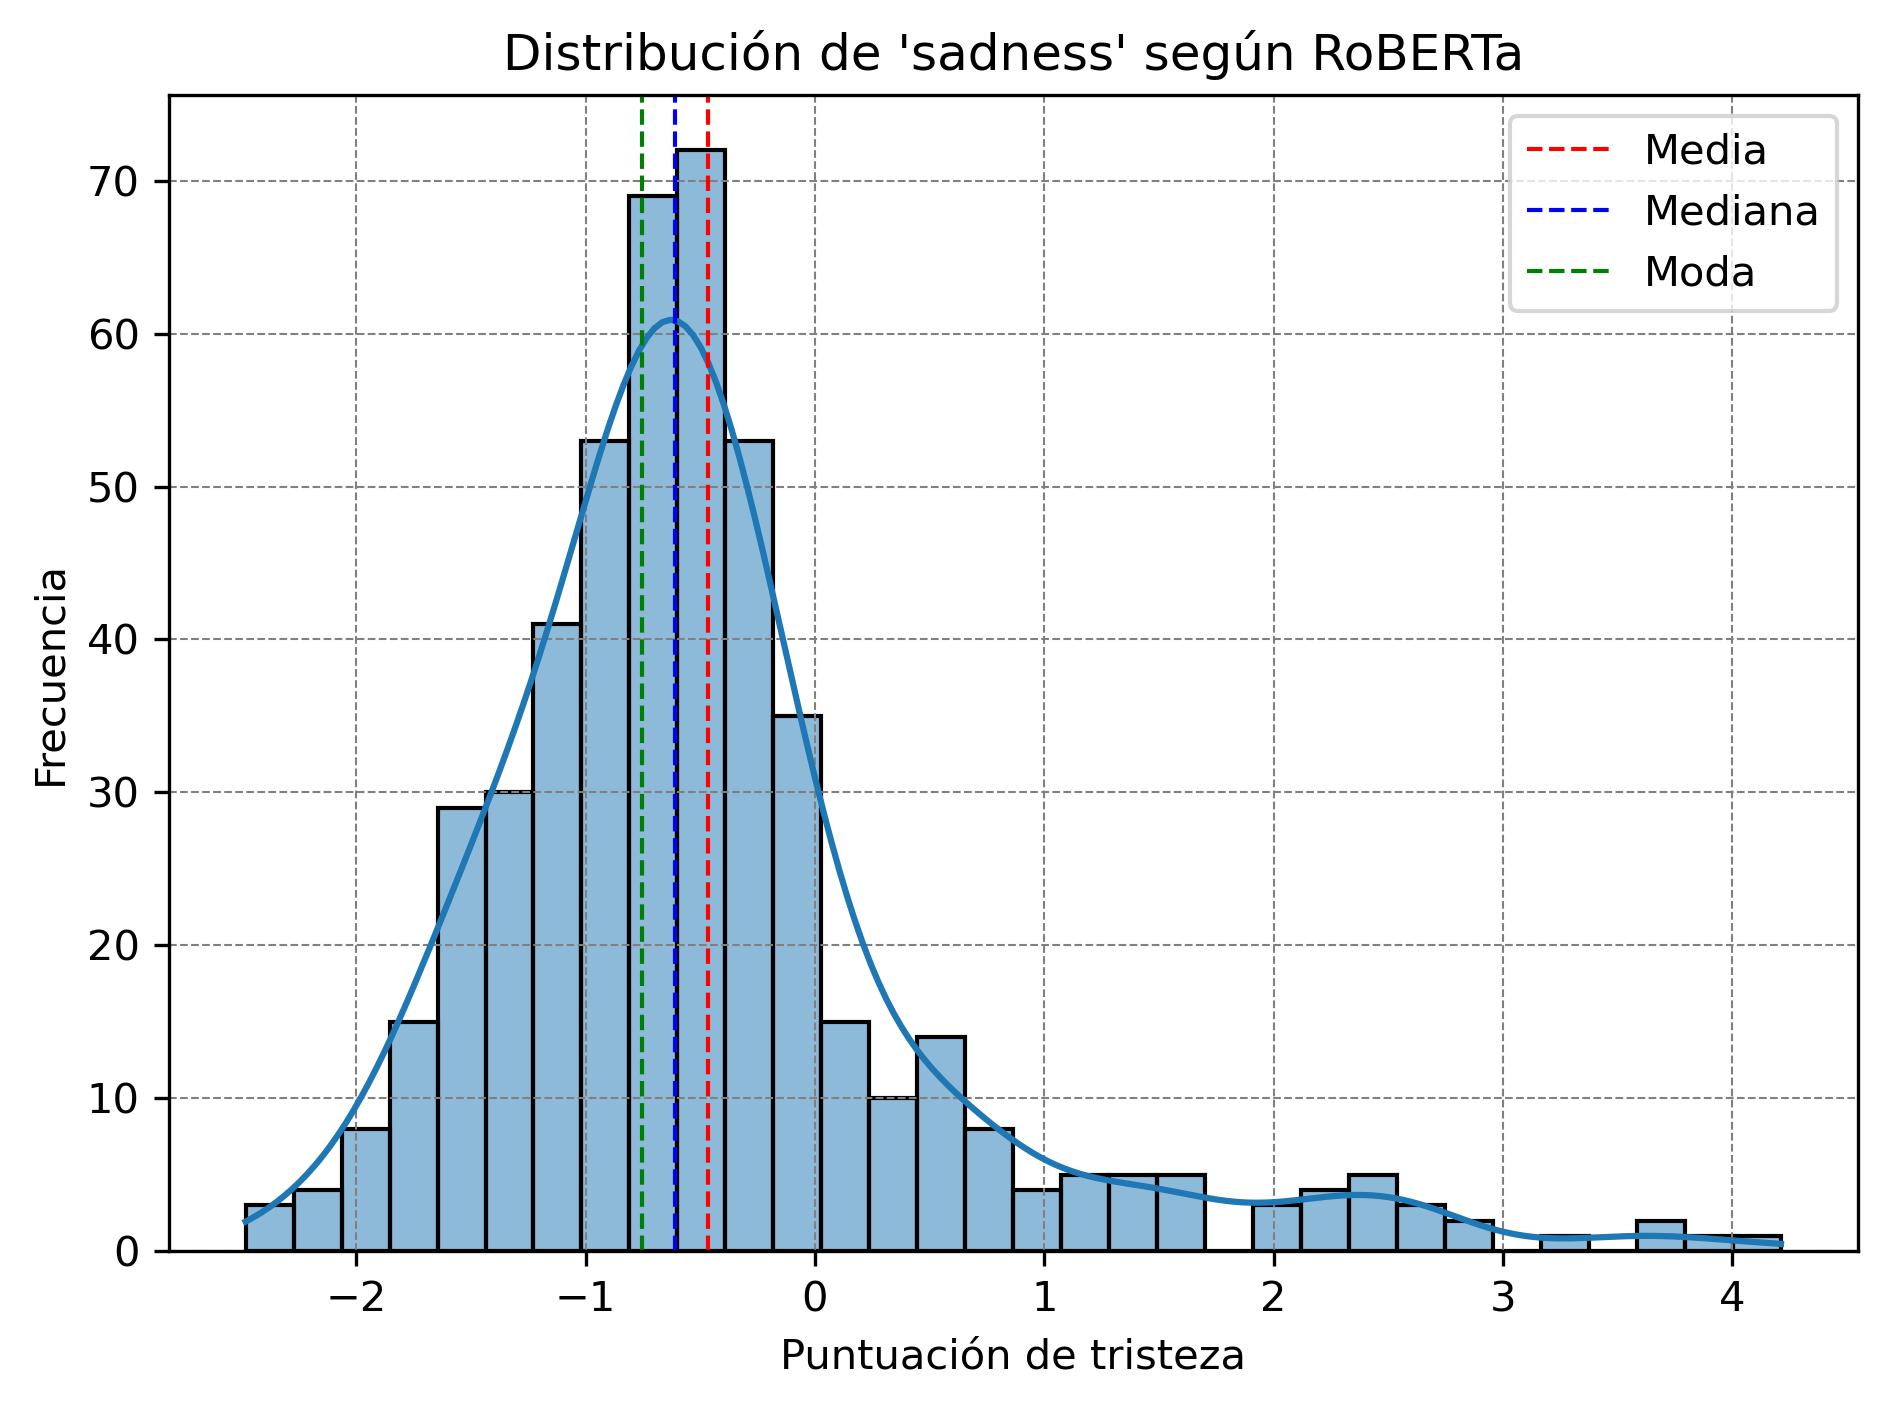 Distribución de 'sadness' según RoBERTa
Media
Mediana
Moda
70
60
50
40
30
20
10
0
Frecuencia
−2
−1
0
1
2
3
4
Puntuación de tristeza